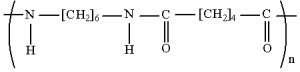 N —[CH2]6— N — C —[CH2]4— C
H H O O
n